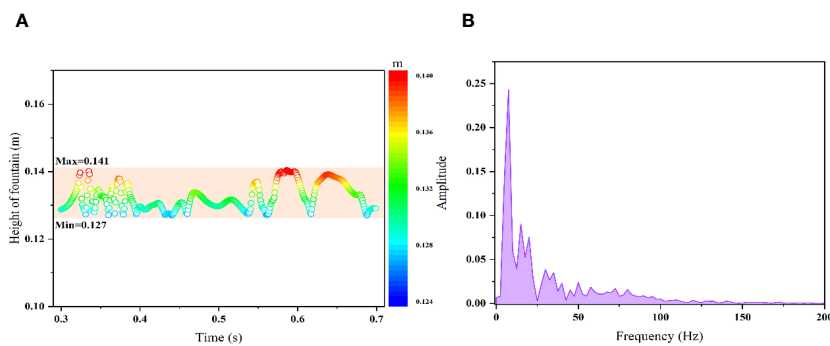 A
B
m
0.16
0.14
0.12
0.10
Height of fountain (m)
Max=0.141
Min=0.127
0.3
0.4
0.5
0.6
0.7
Time (s)
0.140
0.136
0.132
0.128
0.124
Amplitude
0.25
0.20
0.15
0.10
0.05
0.00
0
50
100
150
200
Frequency (Hz)